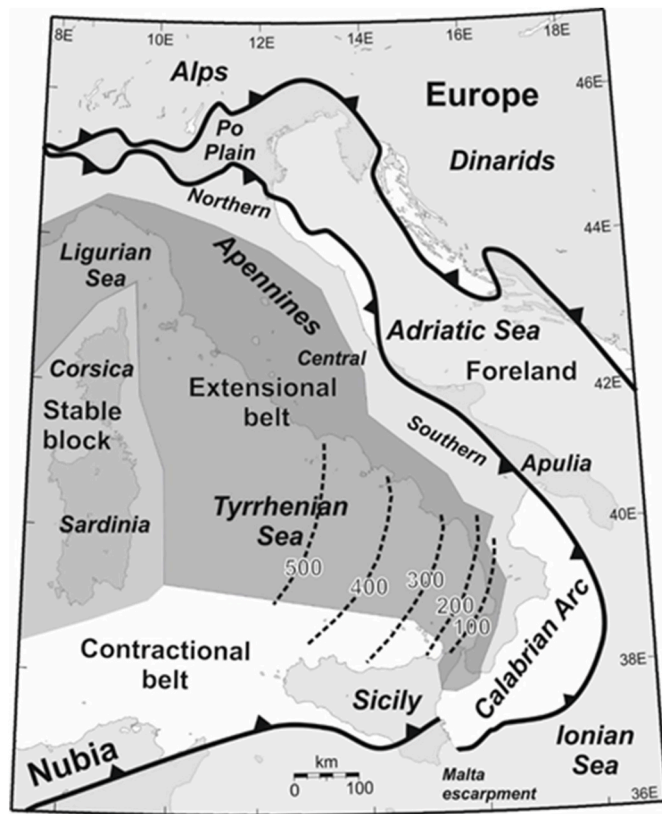 8E
10E
12E
14E
16E
18E
Alps
46E
Europe
Po
Plain
Dinarids
Northern
44E
Ligurian
Sea
Apennines
Adriatic Sea
Central
Foreland
Corsica
42E
Extensional
belt
Stable
block
Southern
Apulia
Tyrrhenian
Sea
Sardinia
40E
500
400
300
200
100
Calabrian Arc
Contractional
belt
38E
Sicily
Ionian
Sea
Nubia
km
0 100
Malta
escarpment
36E